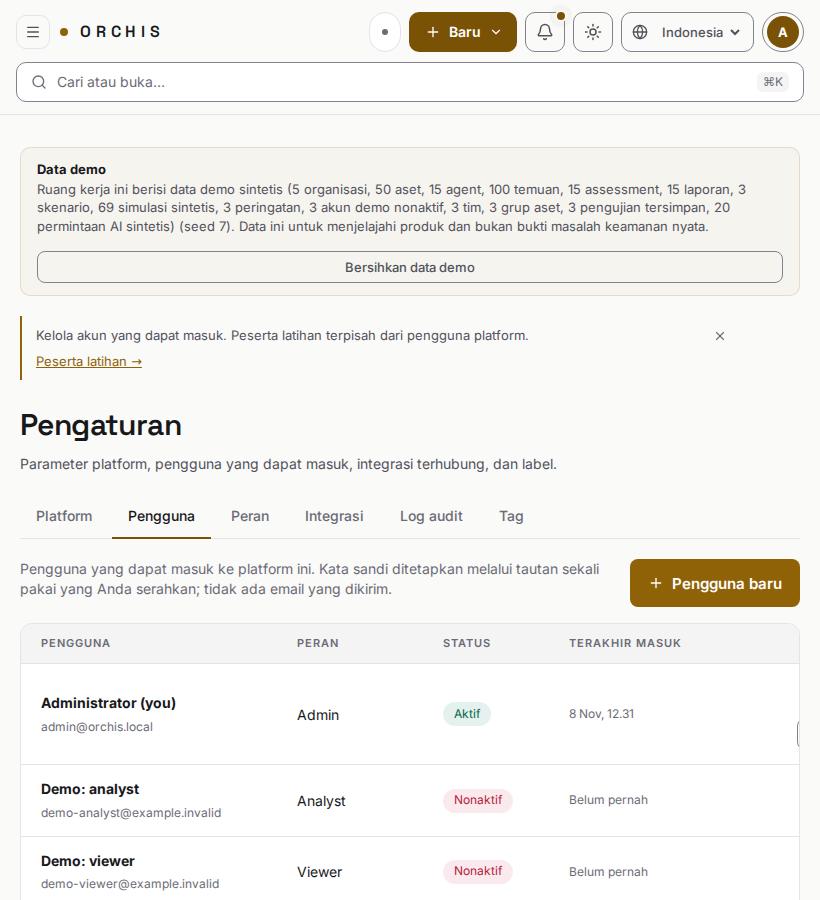 ORCHIS
Baru
Indonesia
A
Cari atau buka...
⌘K
Data demo
Ruang kerja ini berisi data demo sintetis (5 organisasi, 50 aset, 15 agent, 100 temuan, 15 assessment, 15 laporan, 3
skenario, 69 simulasi sintetis, 3 peringatan, 3 akun demo nonaktif, 3 tim, 3 grup aset, 3 pengujian tersimpan, 20
permintaan AI sintetis) (seed 7). Data ini untuk menjelajahi produk dan bukan bukti masalah keamanan nyata.
Bersihkan data demo
Kelola akun yang dapat masuk. Peserta latihan terpisah dari pengguna platform.
Peserta latihan →
Pengaturan
Parameter platform, pengguna yang dapat masuk, integrasi terhubung, dan label.
Platform Pengguna Peran Integrasi Log audit Tag
Pengguna yang dapat masuk ke platform ini. Kata sandi ditetapkan melalui tautan sekali
pakai yang Anda serahkan; tidak ada email yang dikirim.
+ Pengguna baru
PENGGUNA PERAN STATUS TERAKHIR MASUK
Administrator (you)
admin@orchis.local
Admin
Aktif
8 Nov, 12.31
Demo: analyst
demo-analyst@example.invalid
Analyst
Nonaktif
Belum pernah
Demo: viewer
demo-viewer@example.invalid
Viewer
Nonaktif
Belum pernah